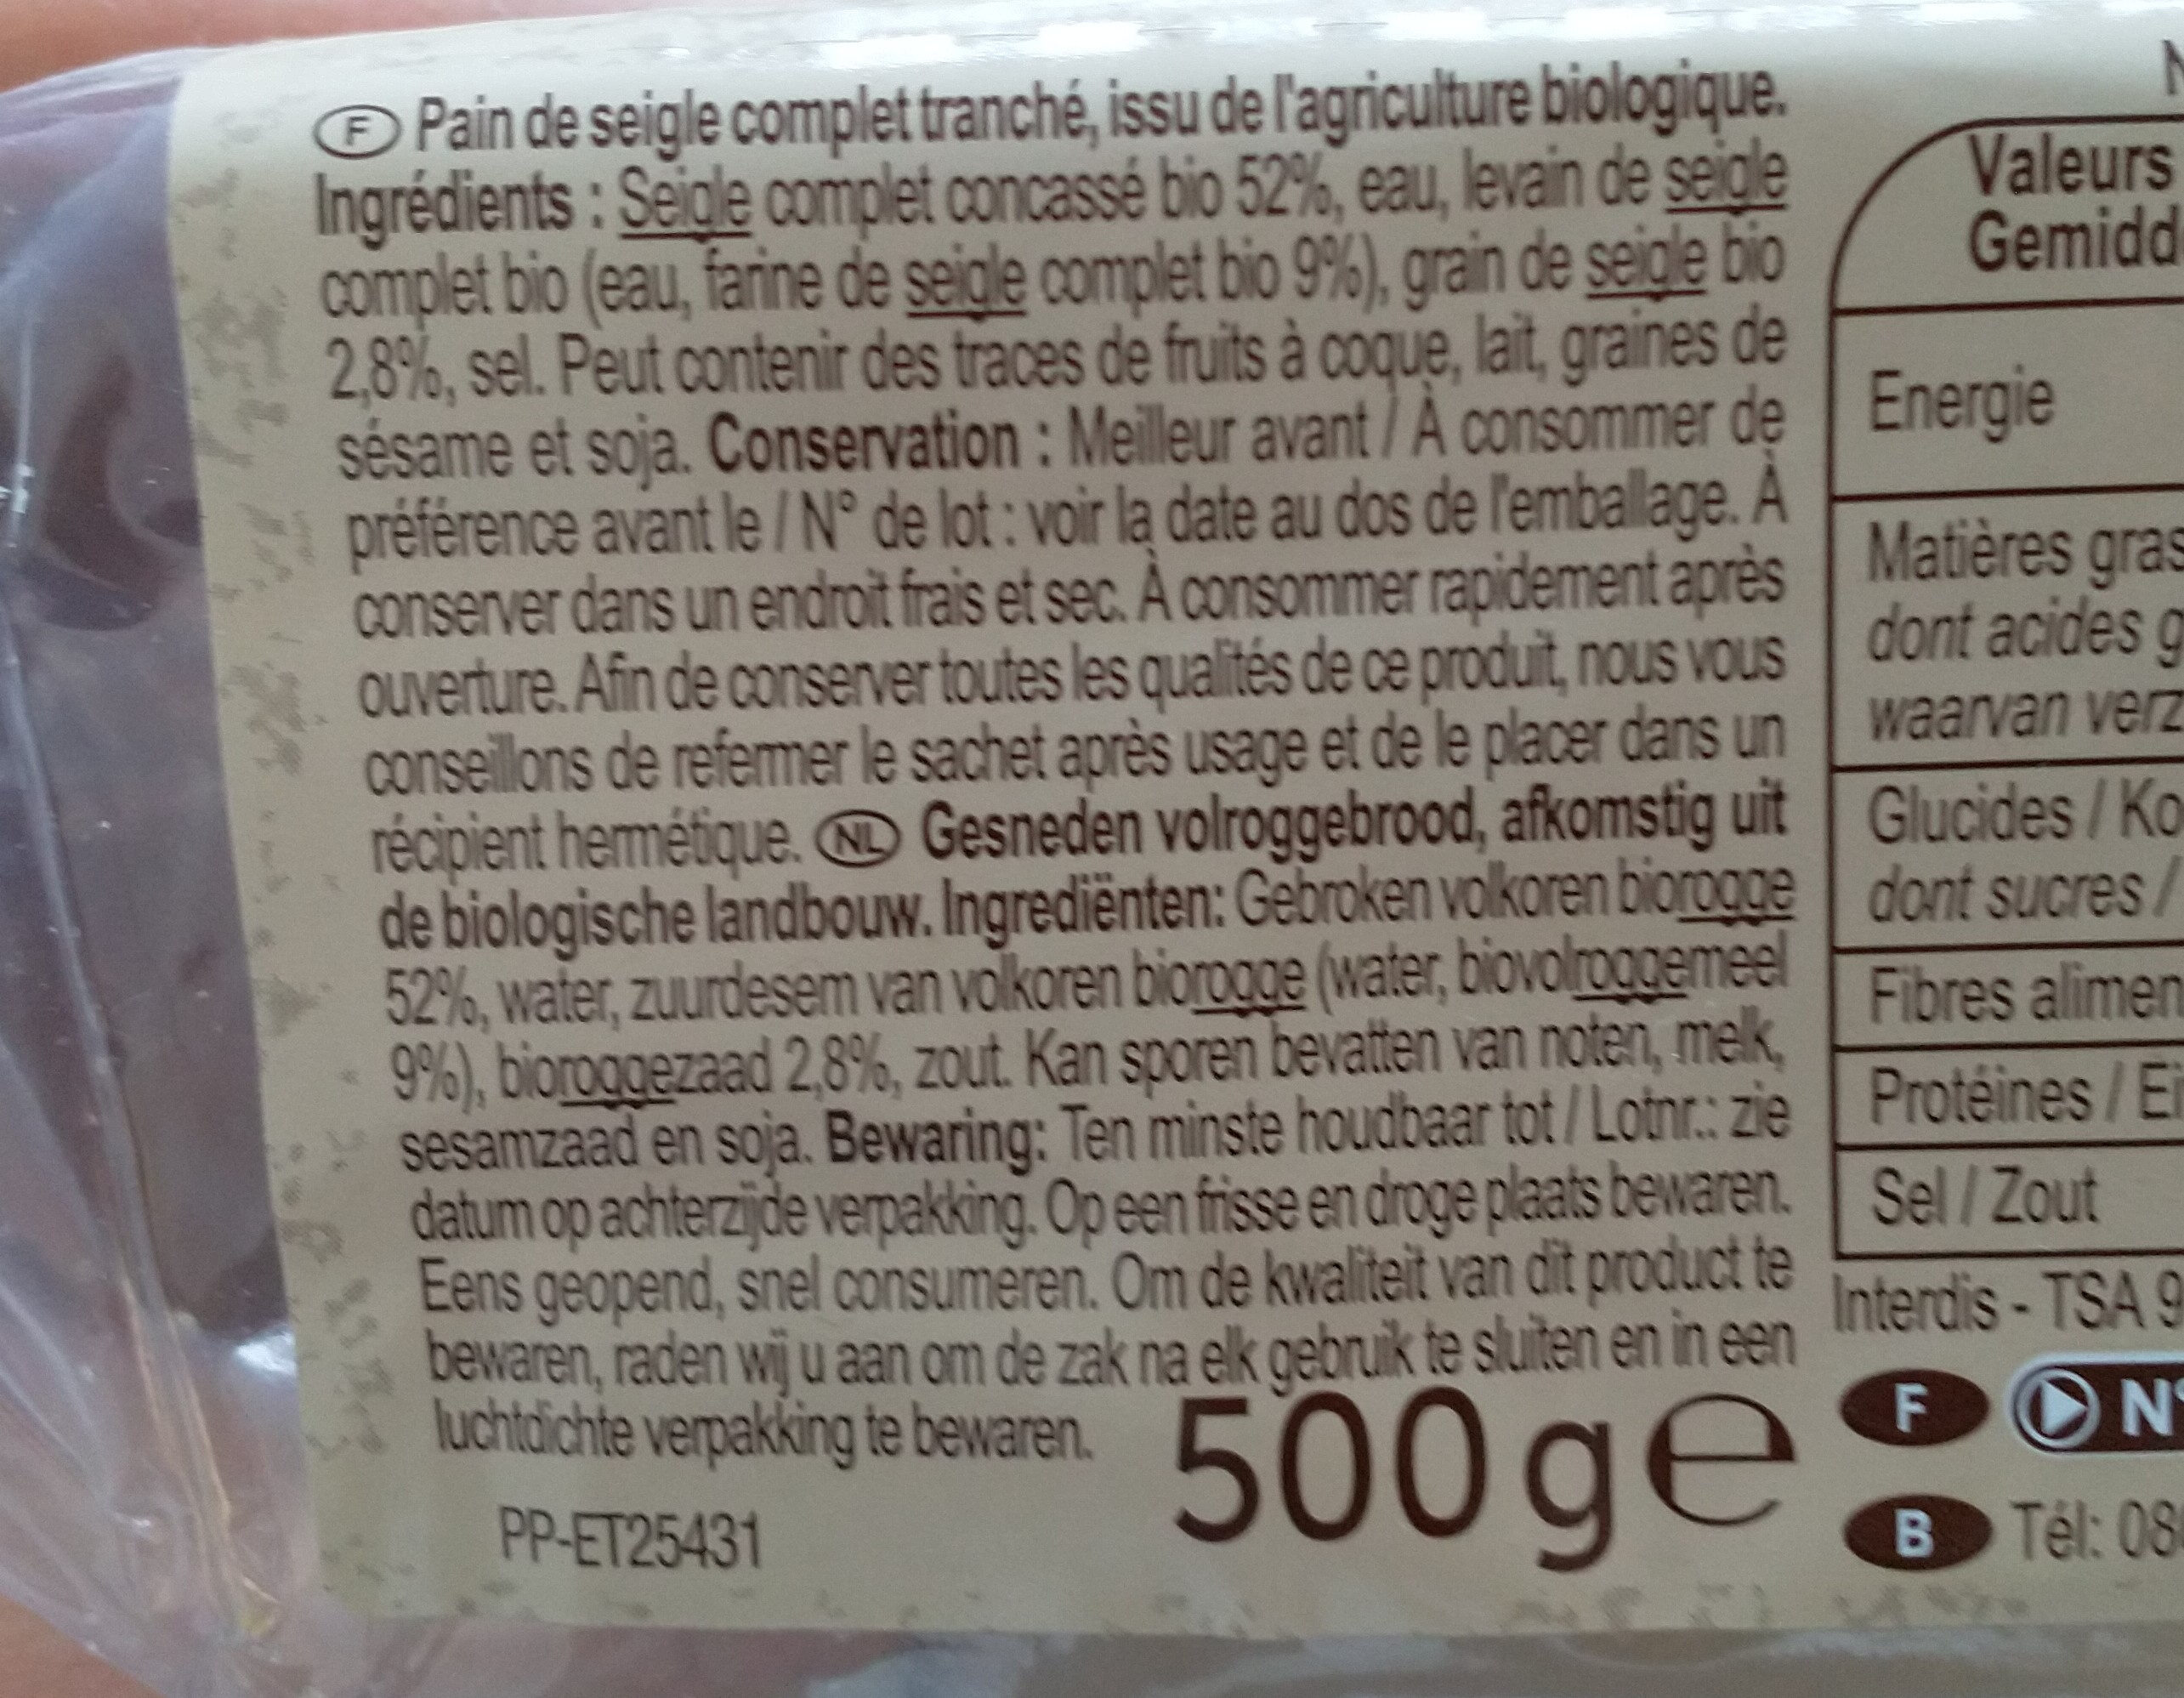 F Pain de seigle complet tranché, issu de l'agriculture biologique.
Ingrédients : Seigle complet concassé bio 52%, eau, levain de seigle
complet bio (eau, farine de seigle complet bio 9%), grain de seigle bio
2,8%, sel. Peut contenir des traces de fruits à coque, lait, graines de
sésame et soja. Conservation : Meilleur avant / À consommer de
préférence avant le / N° de lot : voir la date au dos de l'emballage. À
conserver dans un endroit frais et sec. À consommer rapidement après
ouverture. Afin de conserver toutes les qualités de ce produit, nous vous
conseillons de refermer le sachet après usage et de le placer dans un
récipient hermétique. NL Gesneden volroggebrood, afkomstig uit
de biologische landbouw. Ingrediënten: Gebroken volkoren biorogge
52%, water, zuurdesem van volkoren biorogge (water, biovolroggemeel
9%), bioroggezaad 2,8%, zout. Kan sporen bevatten van noten, melk,
sesamzaad en soja. Bewaring: Ten minste houdbaar tot / Lotnr.: zie
datum op achterzijde verpakking. Op een frisse en droge plaats bewaren.
Eens geopend, snel consumeren. Om de kwaliteit van dit product te
bewaren, raden wij u aan om de zak na elk gebruik te sluiten en in een
luchtdichte verpakking te bewaren.
500 g e
PP-ET25431
Valeurs
Gemidd
Energie
Matières gras
dont acides g
waarvan verz
Glucides / Ko
dont sucres /
Fibres alimen
Protéines / Ei
Sel / Zout
Interdis - TSA 9
F N°
B Tél: 08